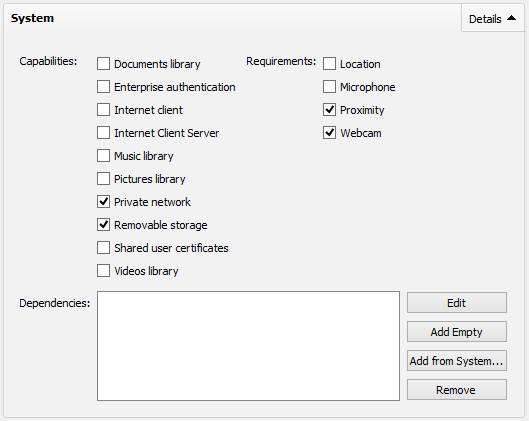 System
Details
Capabilities:
Documents library
Requirements:
Location
Enterprise authentication
Microphone
Internet client
Proximity
Internet Client Server
Webcam
Music library
Pictures library
Private network
Removable storage
Shared user certificates
Videos library
Dependencies:
Edit
Add Empty
Add from System...
Remove